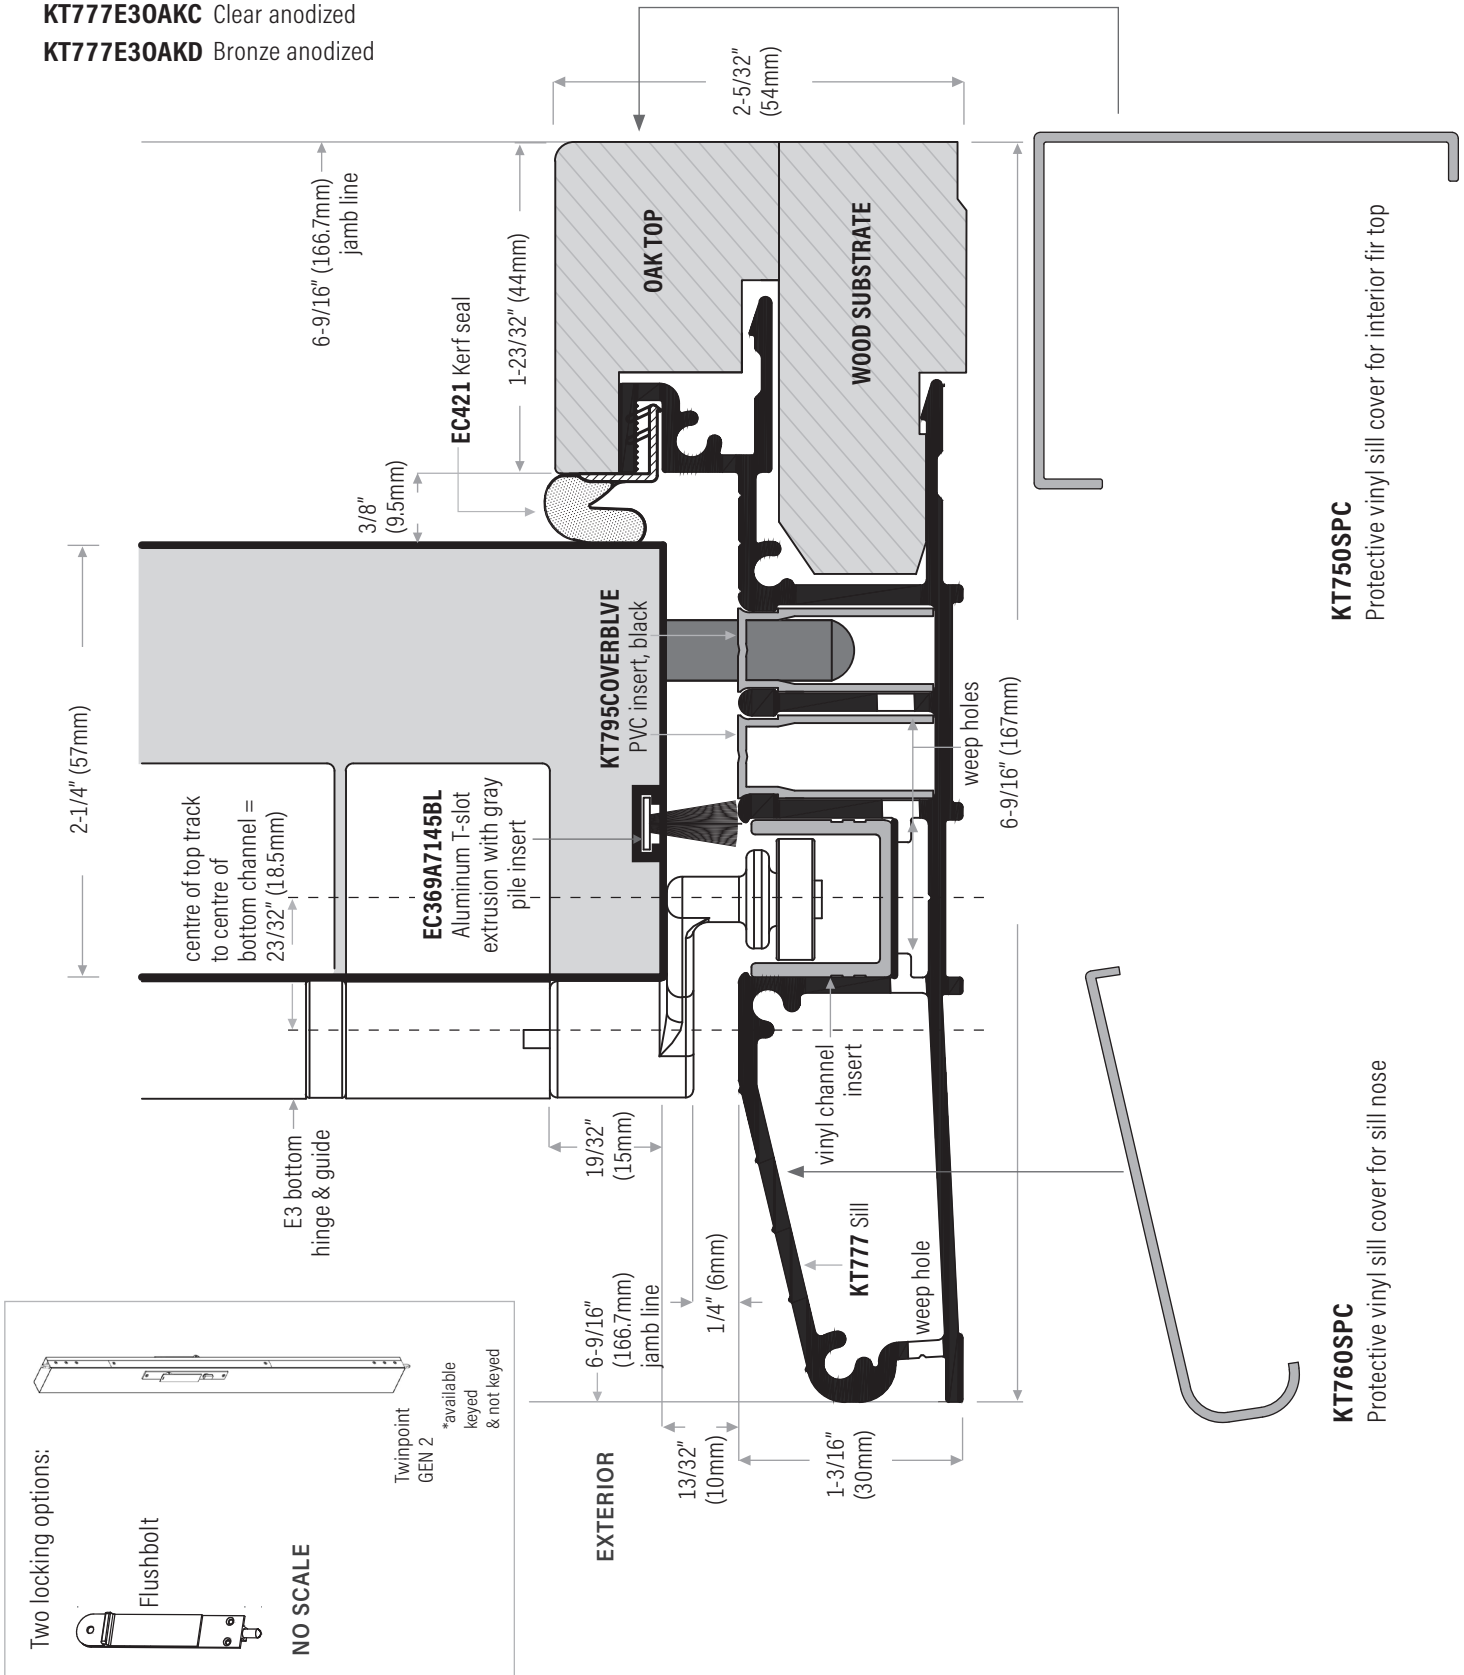 KT777E3OAKC Clear anodized
KT777E3OAKD Bronze anodized
2-5/32"
(54mm)
6-9/16" (166.7mm)
jamb line
1-23/32" (44mm)
EC421 Kerf seal
3/8"
(9.5mm)
OAK TOP
WOOD SUBSTRATE
2-1/4" (57mm)
KT795COVERBLVE
PVC insert, black
centre of top track
to centre of
bottom channel =
23/32" (18.5mm)
EC369A7145BL
Aluminum T-slot
extrusion with gray
pile insert
weep holes
6-9/16" (167mm)
KT750SPC
Protective vinyl sill cover for interior fir top
E3 bottom
hinge & guide
19/32"
(15mm)
vinyl channel
insert
6-9/16"
(166.7mm)
jamb line
1/4" (6mm)
KT777 Sill
weep hole
EXTERIOR
13/32"
(10mm)
1-3/16"
(30mm)
KT760SPC
Protective vinyl sill cover for sill nose
Two locking options:
Flushbolt
Twinpoint
GEN 2
*available
keyed
& not keyed
NO SCALE